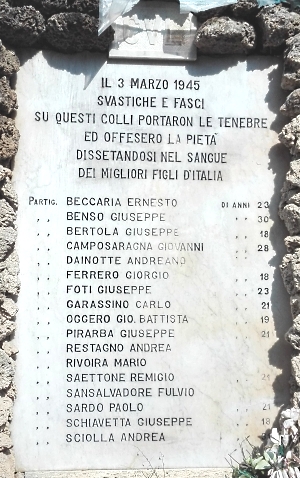 IL 3 MARZO 1945
SVASTICHE E FASCI
SU QUESTI COLLI PORTARON LE TENEBRE
ED OFFESERO LA PIETA'
DISSETANDOSI NEL SANGUE
DEI MIGLIORI FIGLI D'ITALIA
PARTIG. BECCARIA ERNESTO DI ANNI 23
,, BENSO GIUSEPPE ,, 30
,, BERTOLA GIUSEPPE ,, 18
,, CAMPOSARAGNA GIOVANNI ,, 28
,, DAINOTTE ANDREANO
,, FERRERO GIORGIO ,, 18
,, FOTI GIUSEPPE ,, 23
,, GARASSINO CARLO ,, 21
,, OGGERO GIO. BATTISTA ,, 19
,, PIRARBA GIUSEPPE ,, 21
,, RESTAGNO ANDREA
,, RIVOIRA MARIO
,, SAETTONE REMIGIO ,,
,, SANSALVADORE FULVIO
,, SARDO PAOLO ,, 21
,, SCHIAVETTA GIUSEPPE ,, 18
,, SCIOLLA ANDREA